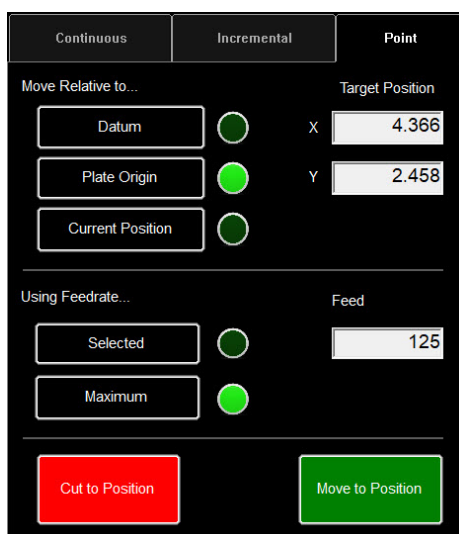 Continuous Incremental Point
Move Relative to... Target Position
Datum X 4.366
Plate Origin Y 2.458
Current Position
Using Feedrate... Feed
Selected 125
Maximum
Cut to Position Move to Position